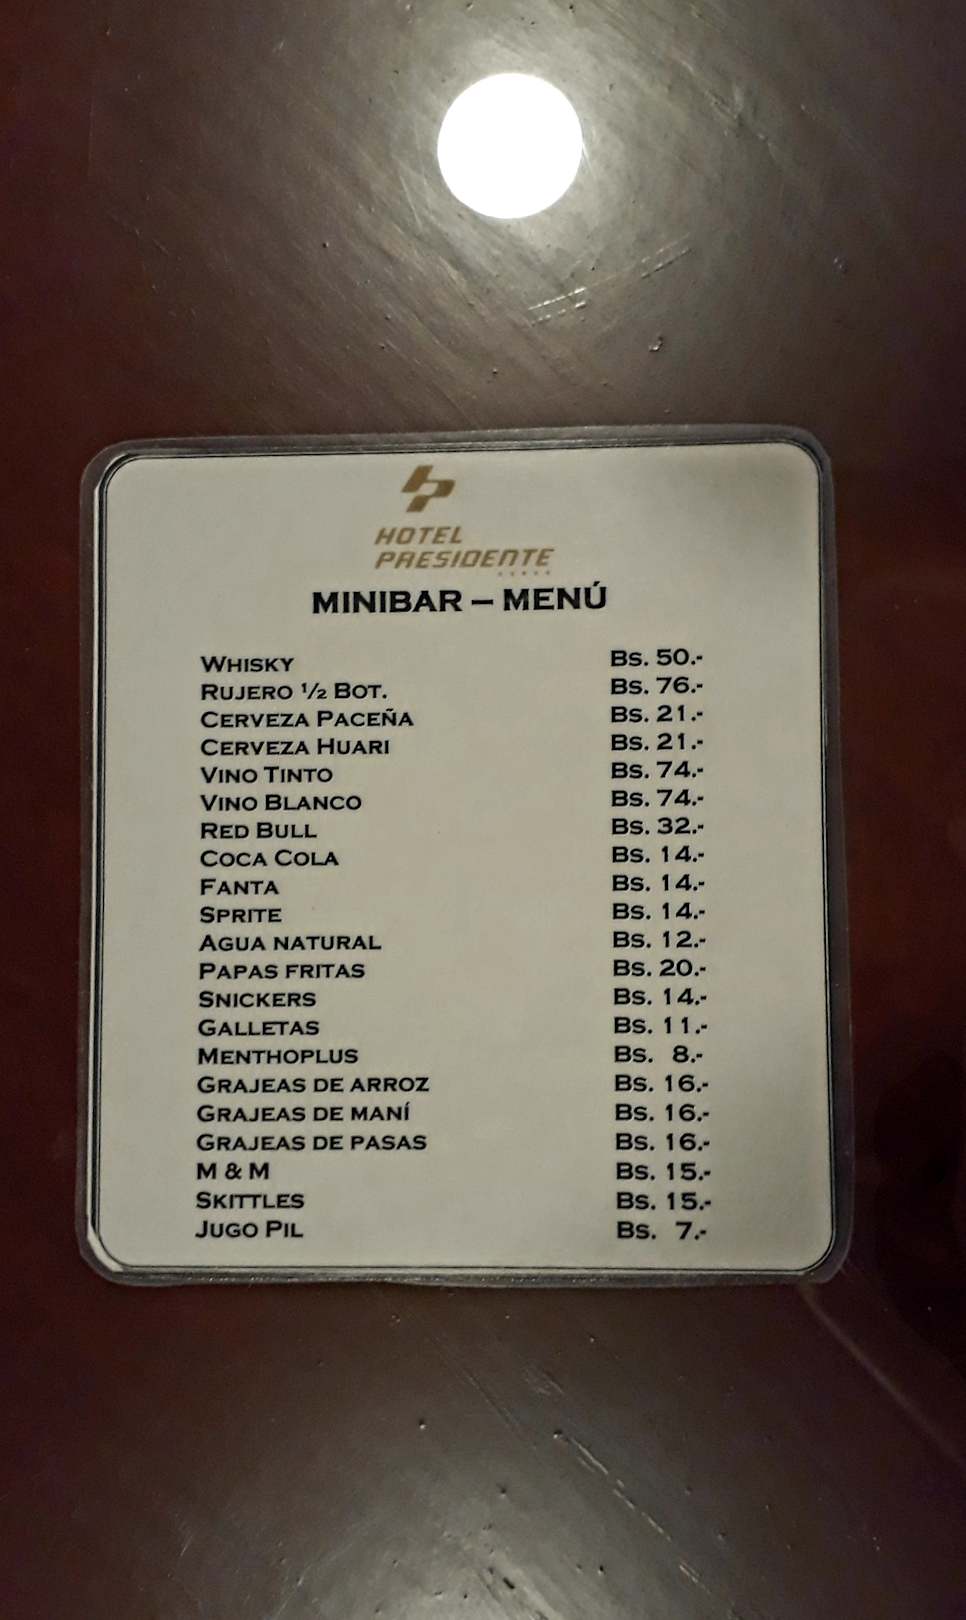 HOTEL
PRESIDENTE
MINIBAR – MENÚ
WHISKY Bs. 50.-
RUJERO ½ BOT. Bs. 76.-
CERVEZA PACEÑA Bs. 21.-
CERVEZA HUARI Bs. 21.-
VINO TINTO Bs. 74.-
VINO BLANCO Bs. 74.-
RED BULL Bs. 32.-
COCA COLA Bs. 14.-
FANTA Bs. 14.-
SPRITE Bs. 14.-
AGUA NATURAL Bs. 12.-
PAPAS FRITAS Bs. 20.-
SNICKERS Bs. 14.-
GALLETAS Bs. 11.-
MENTHOPLUS Bs. 8.-
GRAJEAS DE ARROZ Bs. 16.-
GRAJEAS DE MANÍ Bs. 16.-
GRAJEAS DE PASAS Bs. 16.-
M & M Bs. 15.-
SKITTLES Bs. 15.-
JUGO PIL Bs. 7.-